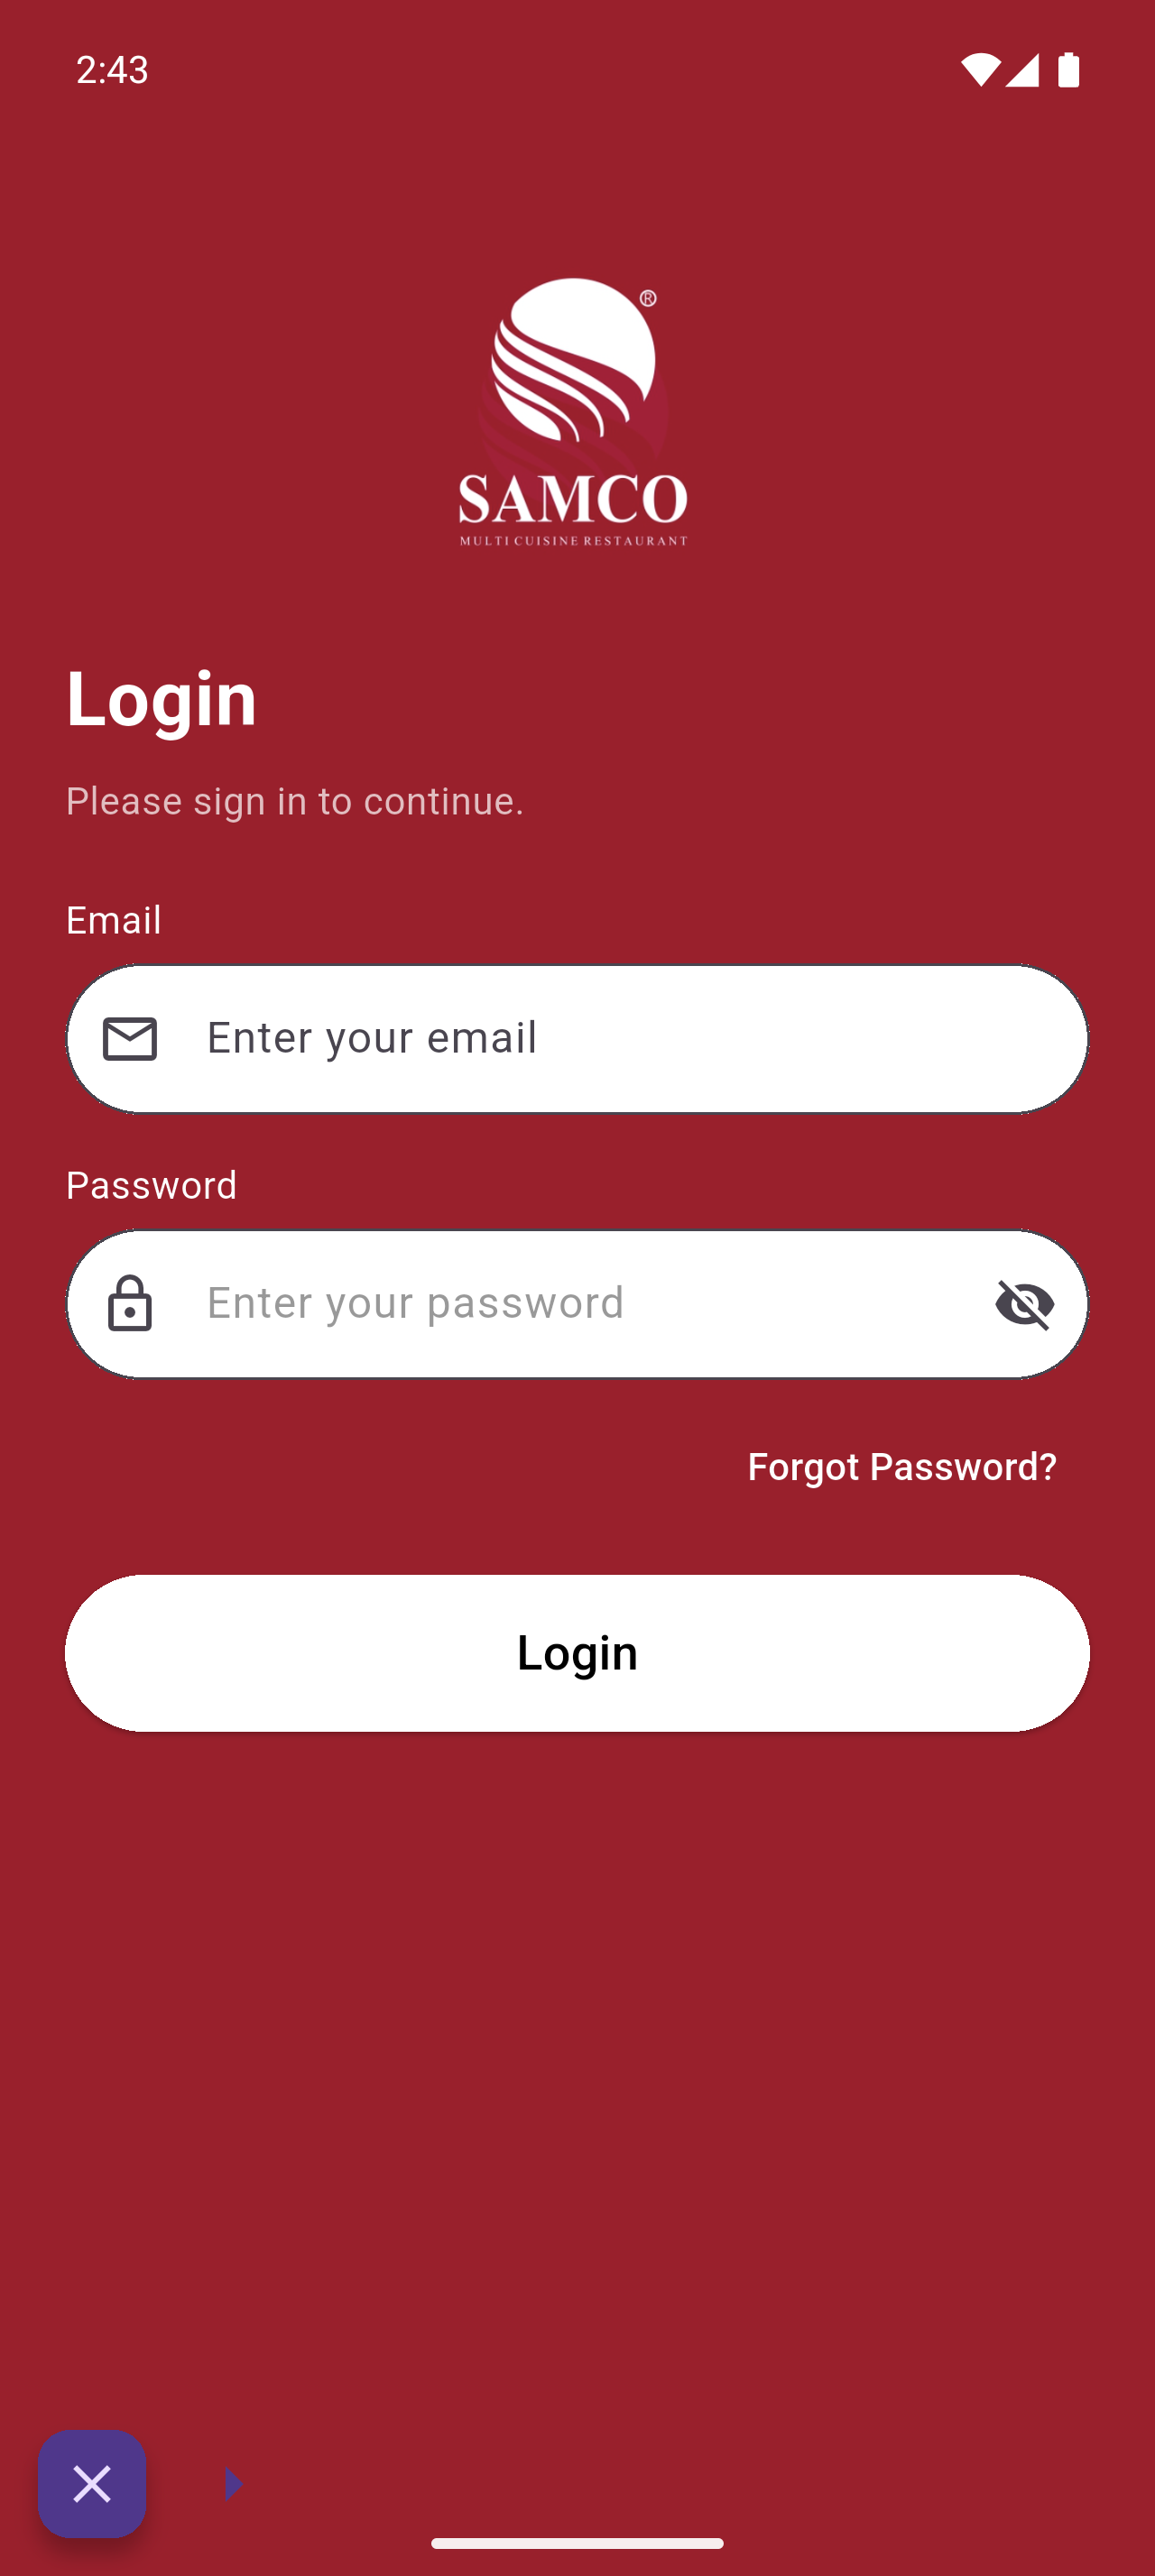 2:43
®
SAMCO
MULTI CUISINE RESTAURANT
Login
Please sign in to continue.
Email
Enter your email
Password
Enter your password
Forgot Password?
Login